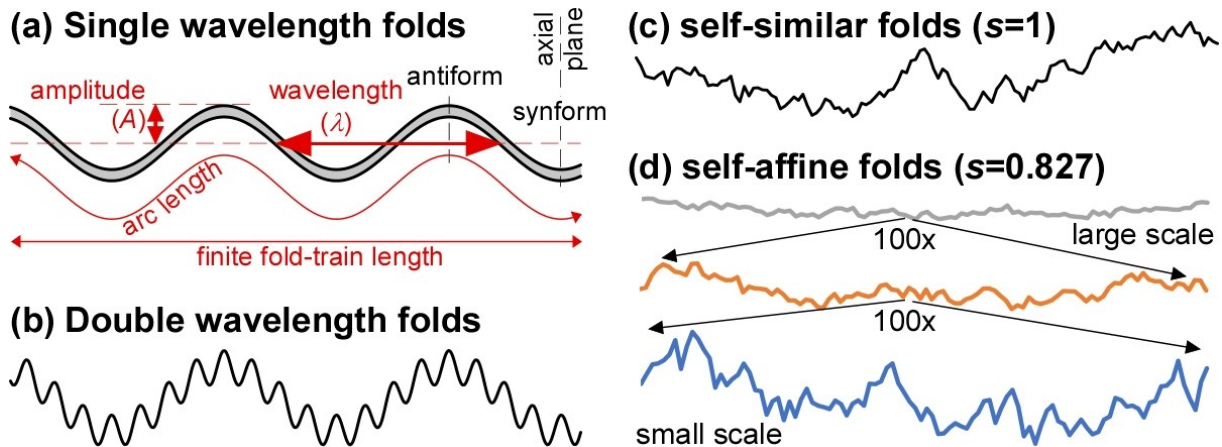 (a) Single wavelength folds
amplitude
(A)
wavelength
(λ)
antiform
axial
plane
synform
arc length
finite fold-train length
(b) Double wavelength folds
(c) self-similar folds (s=1)
(d) self-affine folds (s=0.827)
100x
large scale
100x
small scale